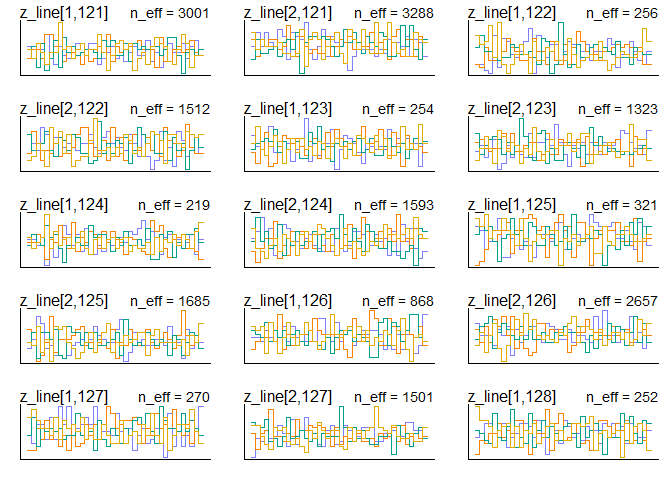 z_line[1,121] n_eff = 3001 z_line[2,121] n_eff = 3288 z_line[1,122] n_eff = 256
z_line[2,122] n_eff = 1512 z_line[1,123] n_eff = 254 z_line[2,123] n_eff = 1323
z_line[1,124] n_eff = 219 z_line[2,124] n_eff = 1593 z_line[1,125] n_eff = 321
z_line[2,125] n_eff = 1685 z_line[1,126] n_eff = 868 z_line[2,126] n_eff = 2657
z_line[1,127] n_eff = 270 z_line[2,127] n_eff = 1501 z_line[1,128] n_eff = 252